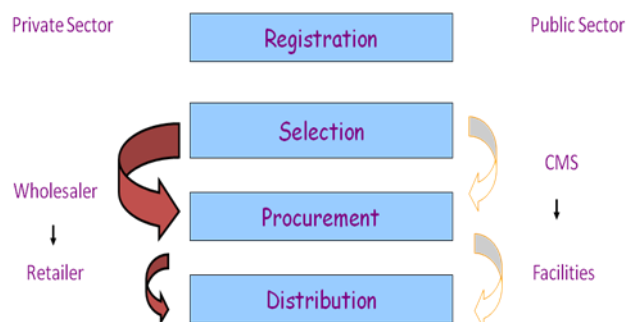 Private Sector
Registration
Public Sector
Selection
CMS
Wholesaler
Procurement
Retailer
Facilities
Distribution